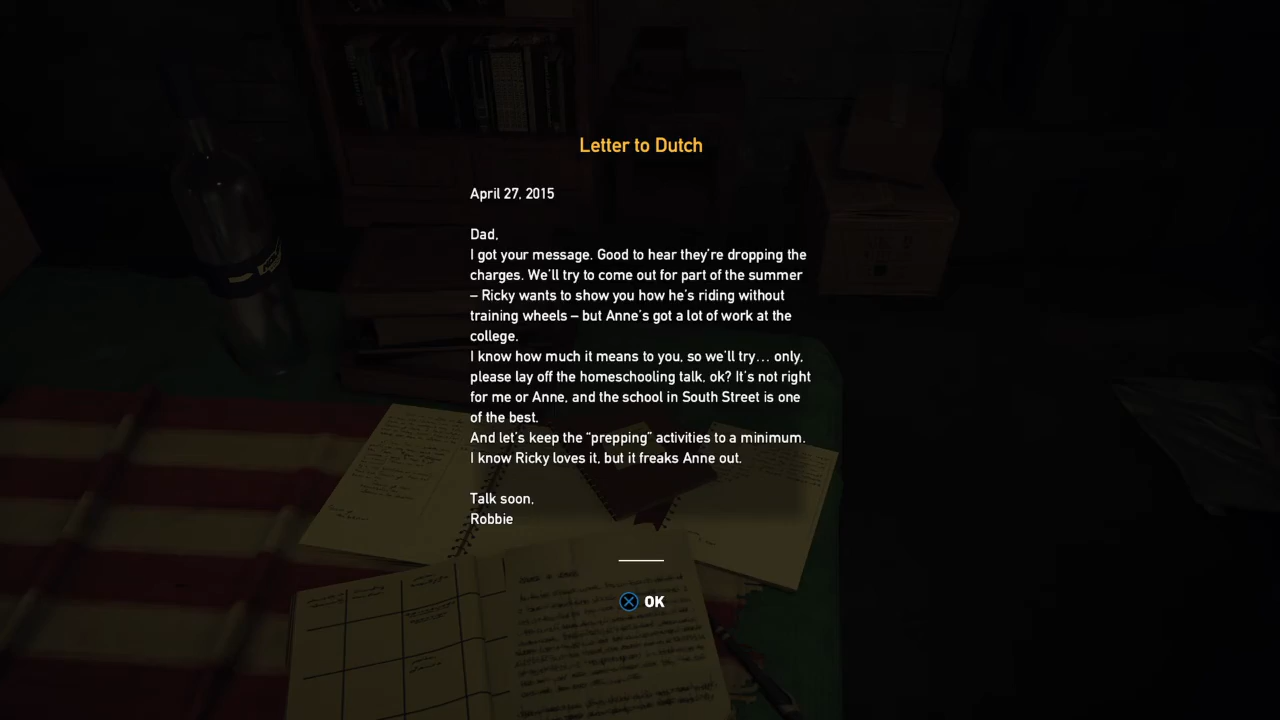 Letter to Dutch
April 27, 2015
Dad,
I got your message. Good to hear they're dropping the
charges. We'll try to come out for part of the summer
– Ricky wants to show you how he's riding without
training wheels – but Anne's got a lot of work at the
college.
I know how much it means to you, so we'll try... only,
please lay off the homeschooling talk, ok? It's not right
for me or Anne, and the school in South Street is one
of the best.
And let's keep the "prepping" activities to a minimum.
I know Ricky loves it, but it freaks Anne out.
Talk soon,
Robbie
OK